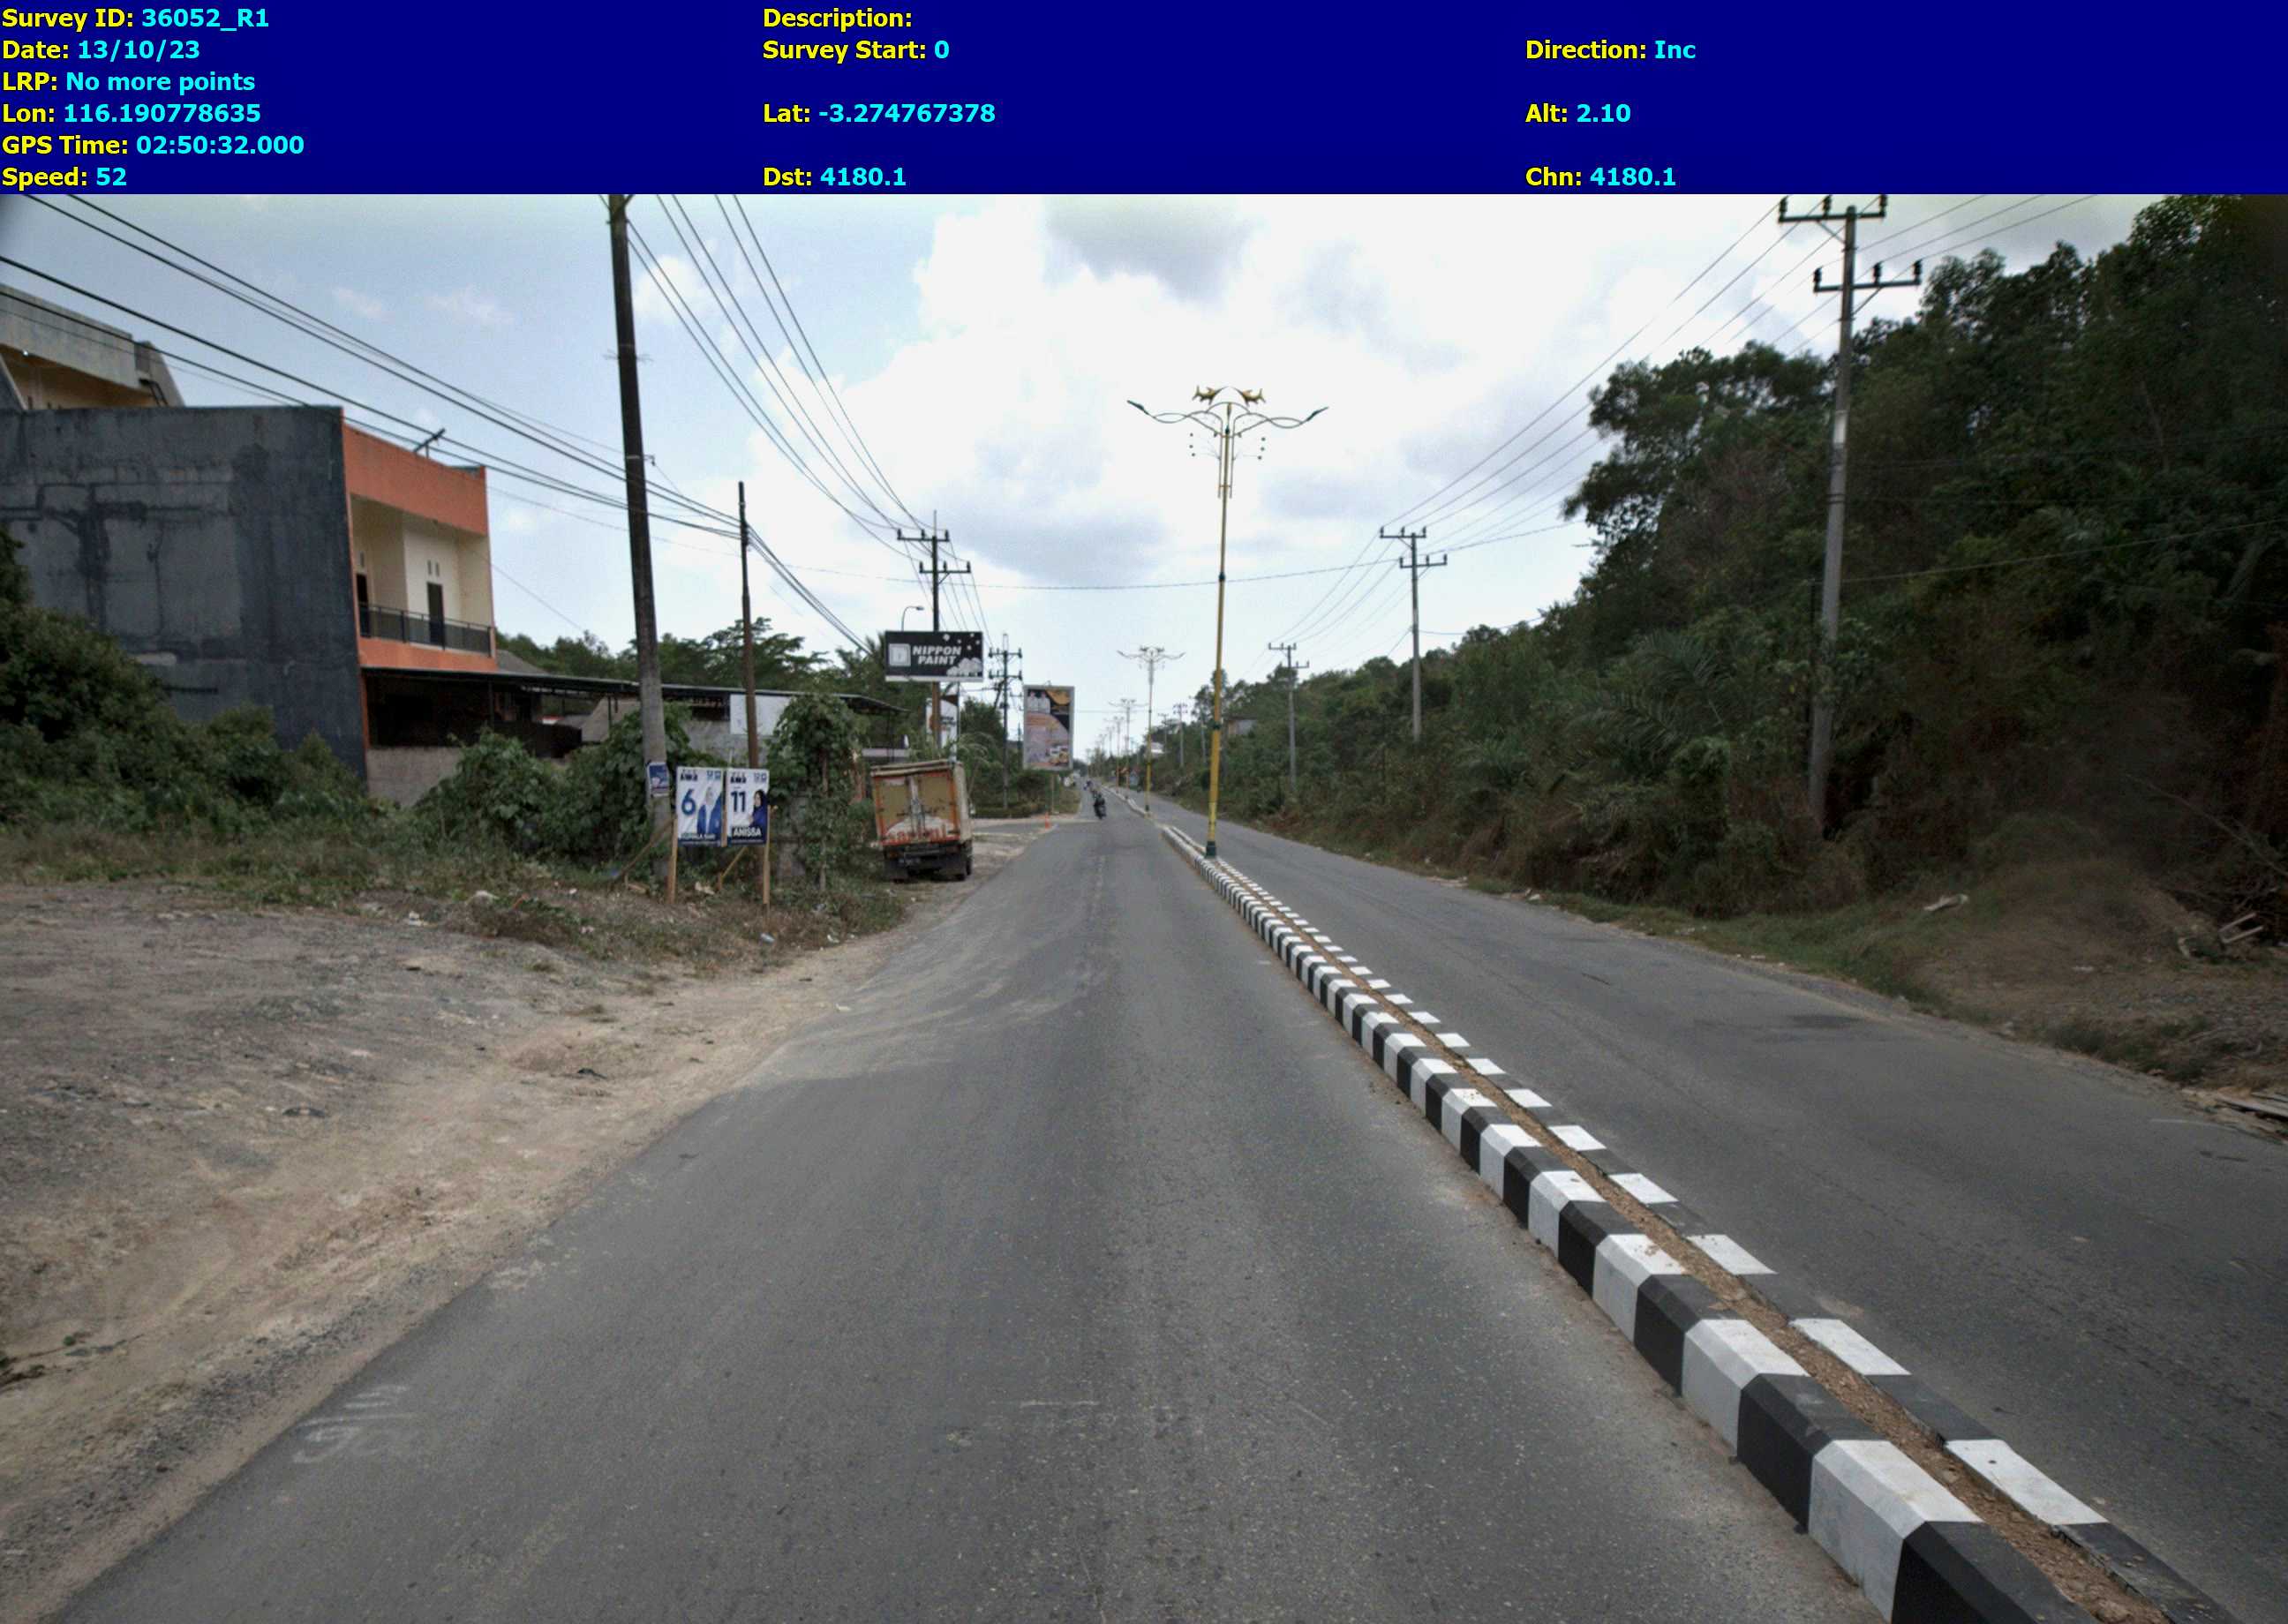 Survey ID: 36052_R1
Description:
Date: 13/10/23
Survey Start: 0
Direction: Inc
LRP: No more points
Lon: 116.190778635
Lat: -3.274767378
Alt: 2.10
GPS Time: 02:50:32.000
Speed: 52
Dst: 4180.1
Chn: 4180.1
NIPPON
PAINT
6
11
ANISSA